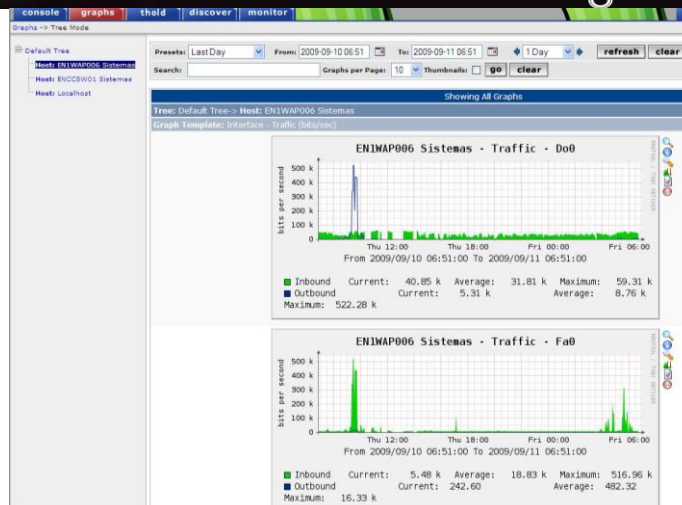 console graphs thold discover monitor
Graphs -> Tree Mode
Default Tree
Host: EN1WAP006 Sistemas
Host: ENCCSW01 Sistemas
Host: Localhost
Presets: Last Day From: 2009-09-10 06:51 To: 2009-09-11 06:51 1 Day refresh clear
Search: Graphs per Page: 10 Thumbnails: go clear
Showing All Graphs
Tree: Default Tree-> Host: EN1WAP006 Sistemas
Graph Template: Interface - Traffic (bits/sec)
EN1WAP006 Sistemas - Traffic - Do0
bits per second
500 k
400 k
300 k
200 k
100 k
0
Thu 12:00 Thu 18:00 Fri 00:00 Fri 06:00
From 2009/09/10 06:51:00 To 2009/09/11 06:51:00
Inbound Current: 40.85 k Average: 31.81 k Maximum: 59.31 k
Outbound Current: 5.31 k Average: 8.76 k
Maximum: 522.28 k
EN1WAP006 Sistemas - Traffic - Fa0
bits per second
500 k
400 k
300 k
200 k
100 k
0
Thu 12:00 Thu 18:00 Fri 00:00 Fri 06:00
From 2009/09/10 06:51:00 To 2009/09/11 06:51:00
Inbound Current: 5.48 k Average: 18.83 k Maximum: 516.96 k
Outbound Current: 242.60 Average: 482.32
Maximum: 16.33 k